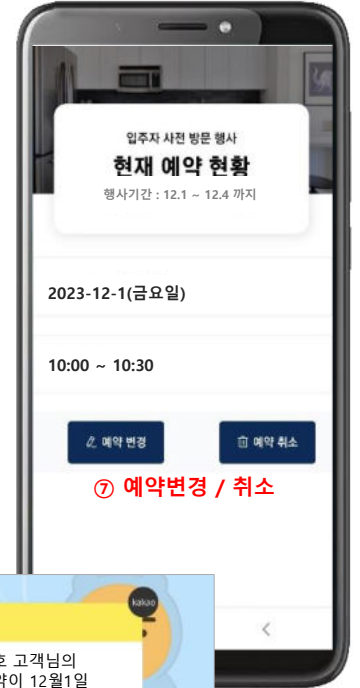 입주자 사전 방문 행사
현재 예약 현황
행사기간 : 12.1 ~ 12.4 까지
2023-12-1(금요일)
10:00 ~ 10:30
예약 변경
예약 취소
⑦ 예약변경 / 취소
kakao
호 고객님의
약이 12월1일